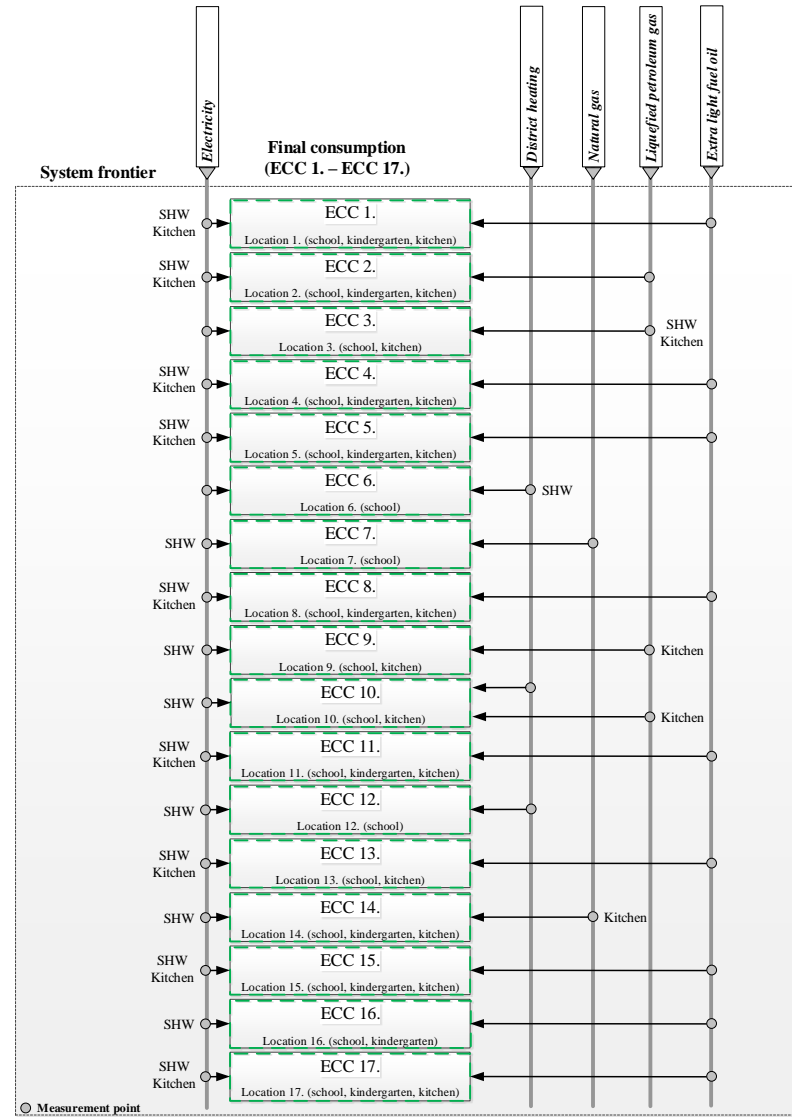 Electricity
District heating
Natural gas
Liquefied petroleum gas
Extra light fuel oil
Final consumption
(ECC 1. – ECC 17.)
System frontier
SHW
Kitchen
ECC 1.
Location 1. (school, kindergarten, kitchen)
SHW
Kitchen
ECC 2.
Location 2. (school, kindergarten, kitchen)
ECC 3.
Location 3. (school, kitchen)
SHW
Kitchen
SHW
Kitchen
ECC 4.
Location 4. (school, kindergarten, kitchen)
SHW
Kitchen
ECC 5.
Location 5. (school, kindergarten, kitchen)
ECC 6.
Location 6. (school)
SHW
SHW
ECC 7.
Location 7. (school)
SHW
Kitchen
ECC 8.
Location 8. (school, kindergarten, kitchen)
SHW
ECC 9.
Location 9. (school, kitchen)
Kitchen
SHW
ECC 10.
Location 10. (school, kitchen)
Kitchen
SHW
Kitchen
ECC 11.
Location 11. (school, kindergarten, kitchen)
SHW
ECC 12.
Location 12. (school)
SHW
Kitchen
ECC 13.
Location 13. (school, kitchen)
SHW
ECC 14.
Location 14. (school, kindergarten, kitchen)
Kitchen
SHW
Kitchen
ECC 15.
Location 15. (school, kindergarten, kitchen)
SHW
ECC 16.
Location 16. (school, kindergarten)
SHW
Kitchen
ECC 17.
Location 17. (school, kindergarten, kitchen)
Measurement point